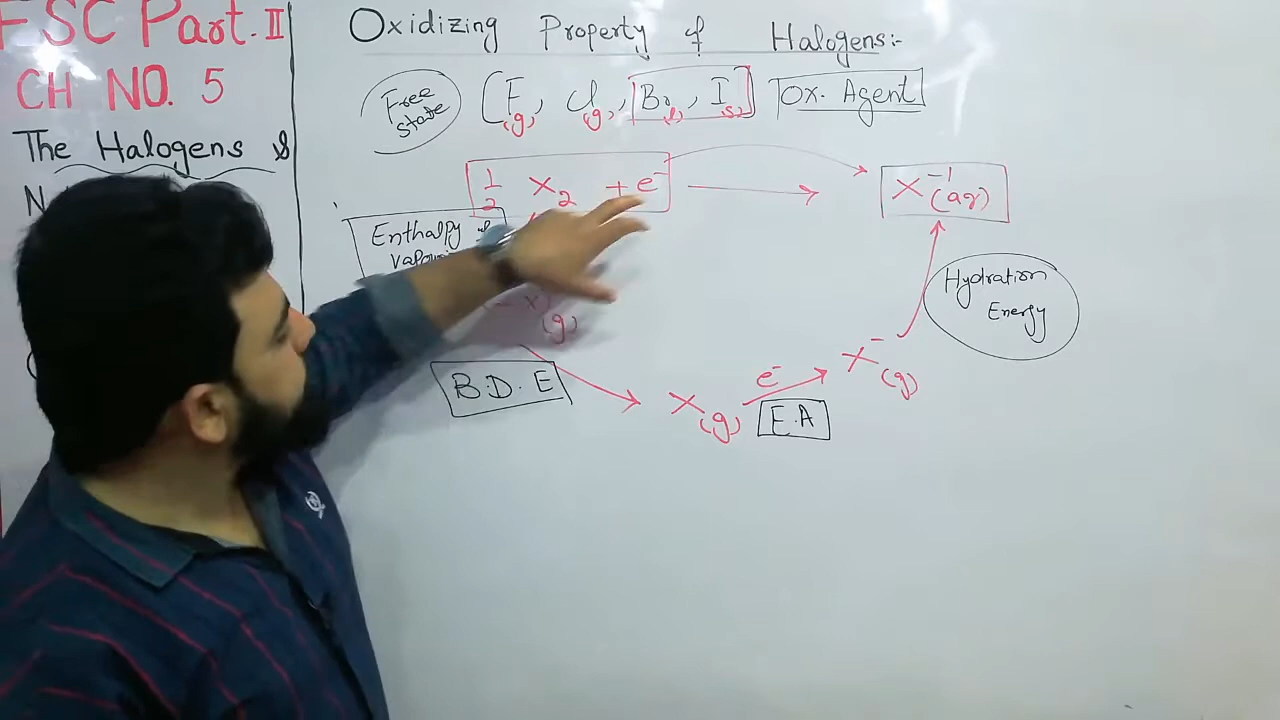 FSC Part.II
CH NO. 5
The Halogens &
N
Oxidizing Property of Halogens:-
Free state
[F(g), Cl(g), Br(l), I(s)] Ox. Agent
1/2 X2 + e- → X-1(aq)
Enthalpy of
X(g)
B.D.E
X(g) e- → X-(g)
E.A
Hydration
Energy